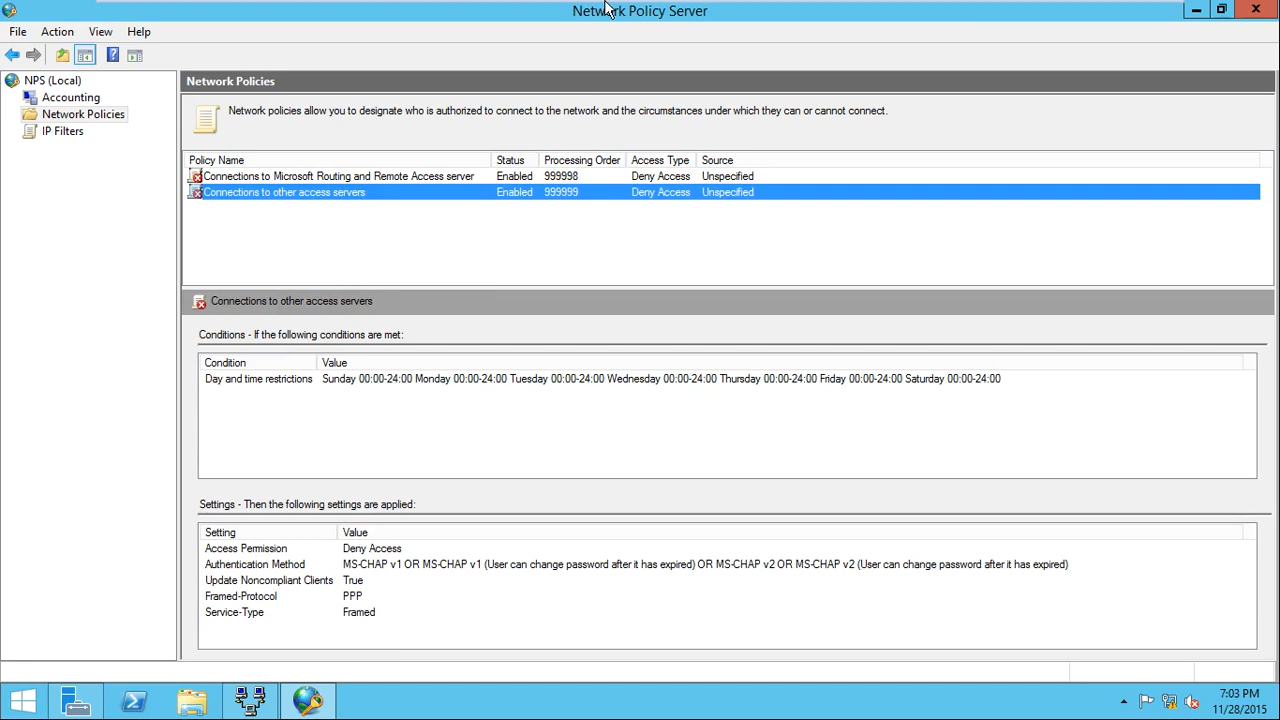 Network Policy Server
File Action View Help
NPS (Local)
Accounting
Network Policies
IP Filters
Network Policies
Network policies allow you to designate who is authorized to connect to the network and the circumstances under which they can or cannot connect.
Policy Name Status Processing Order Access Type Source
Connections to Microsoft Routing and Remote Access server Enabled 999998 Deny Access Unspecified
Connections to other access servers Enabled 999999 Deny Access Unspecified
Connections to other access servers
Conditions - If the following conditions are met:
Condition Value
Day and time restrictions Sunday 00:00-24:00 Monday 00:00-24:00 Tuesday 00:00-24:00 Wednesday 00:00-24:00 Thursday 00:00-24:00 Friday 00:00-24:00 Saturday 00:00-24:00
Settings - Then the following settings are applied:
Setting Value
Access Permission Deny Access
Authentication Method MS-CHAP v1 OR MS-CHAP v1 (User can change password after it has expired) OR MS-CHAP v2 OR MS-CHAP v2 (User can change password after it has expired)
Update Noncompliant Clients True
Framed-Protocol PPP
Service-Type Framed
7:03 PM
11/28/2015